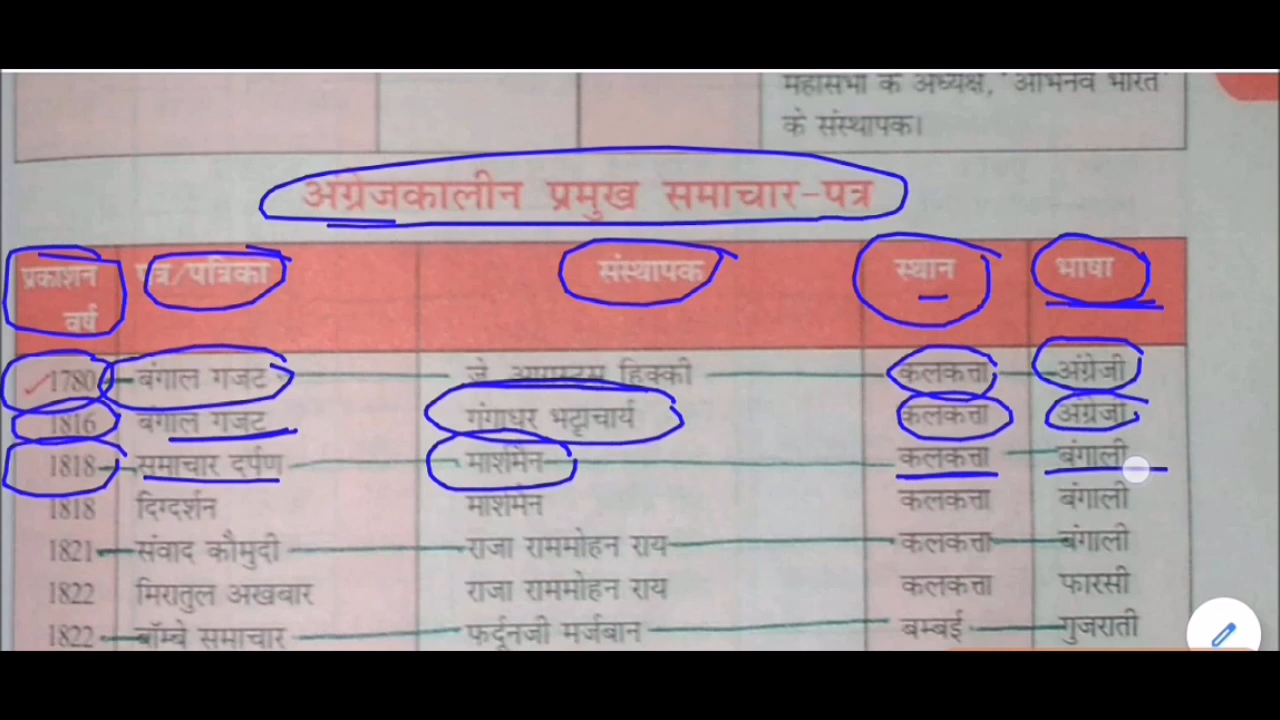 महासभा के अध्यक्ष, 'अभिनव भारत'
के संस्थापक।
अंग्रेजकालीन प्रमुख समाचार-पत्र
प्रकाशन वर्ष पत्र/पत्रिका संस्थापक स्थान भाषा
1780 बंगाल गजट जे. आगस्टस हिक्की कलकत्ता अंग्रेजी
1816 बंगाल गजट गंगाधर भट्टाचार्य कलकत्ता अंग्रेजी
1818 समाचार दर्पण मार्शमैन कलकत्ता बंगाली
1818 दिग्दर्शन मार्शमैन कलकत्ता बंगाली
1821 संवाद कौमुदी राजा राममोहन राय कलकत्ता बंगाली
1822 मिरातुल अखबार राजा राममोहन राय कलकत्ता फारसी
1822 बॉम्बे समाचार फर्दूनजी मर्जबान बम्बई गुजराती